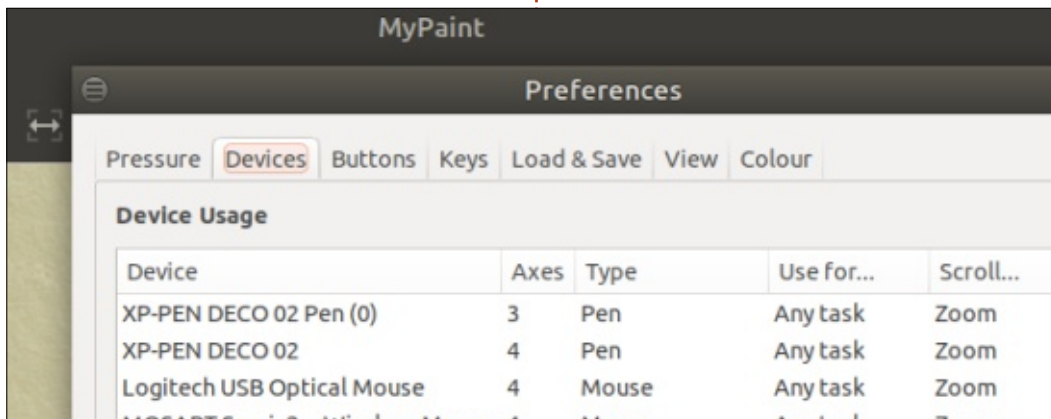 MyPaint
Preferences
Pressure Devices Buttons Keys Load & Save View Colour
Device Usage
Device Axes Type Use for... Scroll...
XP-PEN DECO 02 Pen (0) 3 Pen Any task Zoom
XP-PEN DECO 02 4 Pen Any task Zoom
Logitech USB Optical Mouse 4 Mouse Any task Zoom